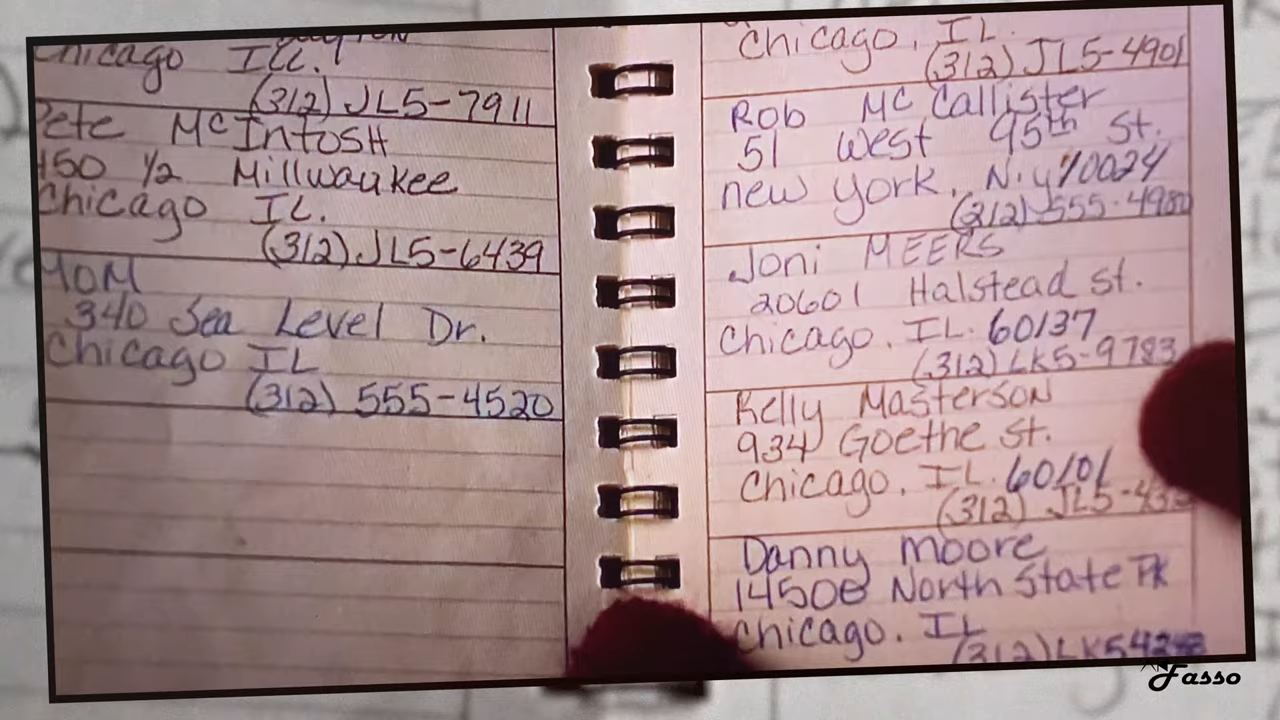 Chicago ILL.
(312) JL5-7911
Pete McIntosh
450 1/2 Millwaukee
Chicago IL.
(312) JL5-6439
MOM
340 Sea Level Dr.
Chicago IL
(312) 555-4520
Chicago, IL.
(312) JL5-4901
Rob McCallister
51 West 95th St.
new york, N.Y 10024
(212) 555-4980
Joni MEERS
20601 Halstead St.
Chicago, IL. 60137
(312) LK5-9783
Kelly Masterson
934 Goethe St.
Chicago, IL. 60101
(312)
Danny Moore
North State Pk
Chicago, IL
Fasso